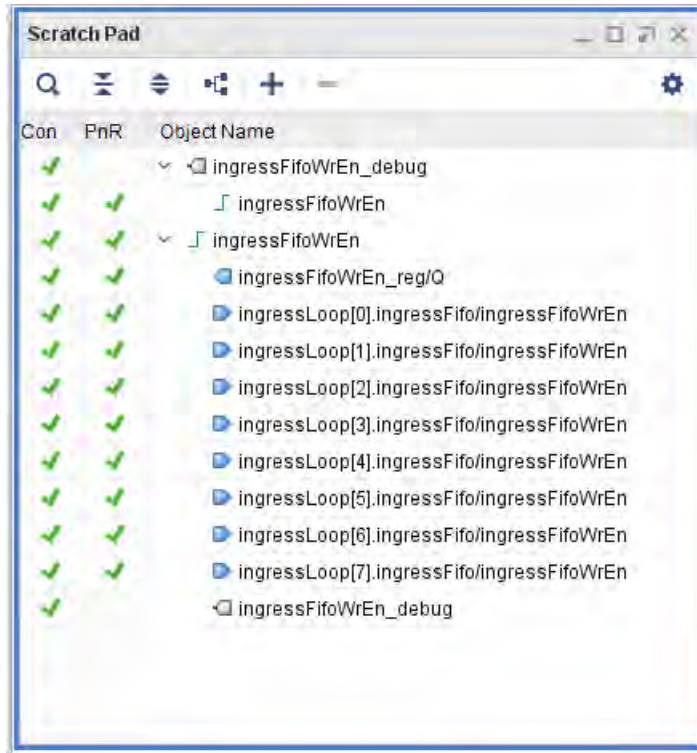 Scratch Pad
Con PnR Object Name
ingressFifoWrEn_debug
ingressFifoWrEn
ingressFifoWrEn
ingressFifoWrEn_reg/Q
ingressLoop[0].ingressFifo/ingressFifoWrEn
ingressLoop[1].ingressFifo/ingressFifoWrEn
ingressLoop[2].ingressFifo/ingressFifoWrEn
ingressLoop[3].ingressFifo/ingressFifoWrEn
ingressLoop[4].ingressFifo/ingressFifoWrEn
ingressLoop[5].ingressFifo/ingressFifoWrEn
ingressLoop[6].ingressFifo/ingressFifoWrEn
ingressLoop[7].ingressFifo/ingressFifoWrEn
ingressFifoWrEn_debug